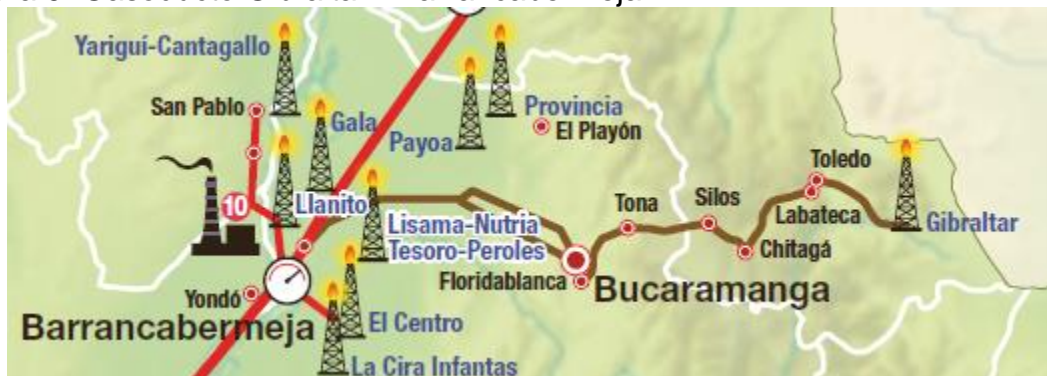 Yariguí-Cantagallo
San Pablo
Gala
Payoa
Provincia
El Playón
10
Llanito
Lisama-Nutria
Tesoro-Peroles
Tona
Silos
Toledo
Labateca
Chitagá
Gibraltar
Floridablanca
Bucaramanga
Yondó
Barrancabermeja
El Centro
La Cira Infantas